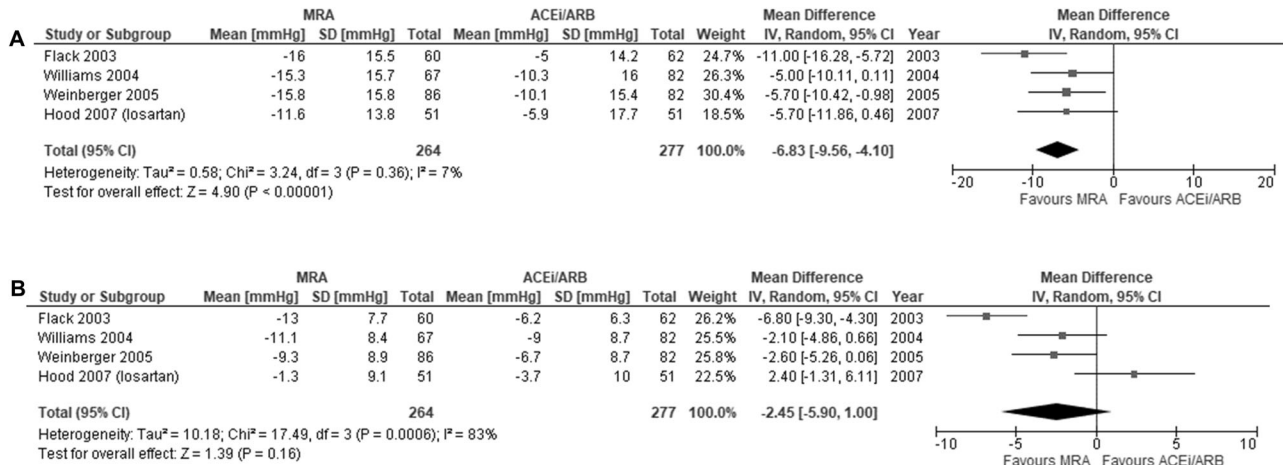 A
MRA ACEi/ARB Mean Difference Mean Difference
Study or Subgroup Mean [mmHg] SD [mmHg] Total Mean [mmHg] SD [mmHg] Total Weight IV, Random, 95% CI Year IV, Random, 95% CI
Flack 2003 -16 15.5 60 -5 14.2 62 24.7% -11.00 [-16.28, -5.72] 2003
Williams 2004 -15.3 15.7 67 -10.3 16 82 26.3% -5.00 [-10.11, 0.11] 2004
Weinberger 2005 -15.8 15.8 86 -10.1 15.4 82 30.4% -5.70 [-10.42, -0.98] 2005
Hood 2007 (losartan) -11.6 13.8 51 -5.9 17.7 51 18.5% -5.70 [-11.86, 0.46] 2007
Total (95% CI) 264 277 100.0% -6.83 [-9.56, -4.10]
Heterogeneity: Tau² = 0.58; Chi² = 3.24, df = 3 (P = 0.36); I² = 7%
Test for overall effect: Z = 4.90 (P < 0.00001)
-20 -10 0 10 20
Favours MRA Favours ACEi/ARB
B
MRA ACEi/ARB Mean Difference Mean Difference
Study or Subgroup Mean [mmHg] SD [mmHg] Total Mean [mmHg] SD [mmHg] Total Weight IV, Random, 95% CI Year IV, Random, 95% CI
Flack 2003 -13 7.7 60 -6.2 6.3 62 26.2% -6.80 [-9.30, -4.30] 2003
Williams 2004 -11.1 8.4 67 -9 8.7 82 25.5% -2.10 [-4.86, 0.66] 2004
Weinberger 2005 -9.3 8.9 86 -6.7 8.7 82 25.8% -2.60 [-5.26, 0.06] 2005
Hood 2007 (losartan) -1.3 9.1 51 -3.7 10 51 22.5% 2.40 [-1.31, 6.11] 2007
Total (95% CI) 264 277 100.0% -2.45 [-5.90, 1.00]
Heterogeneity: Tau² = 10.18; Chi² = 17.49, df = 3 (P = 0.0006); I² = 83%
Test for overall effect: Z = 1.39 (P = 0.16)
-10 -5 0 5 10
Favours MRA Favours ACEi/ARB